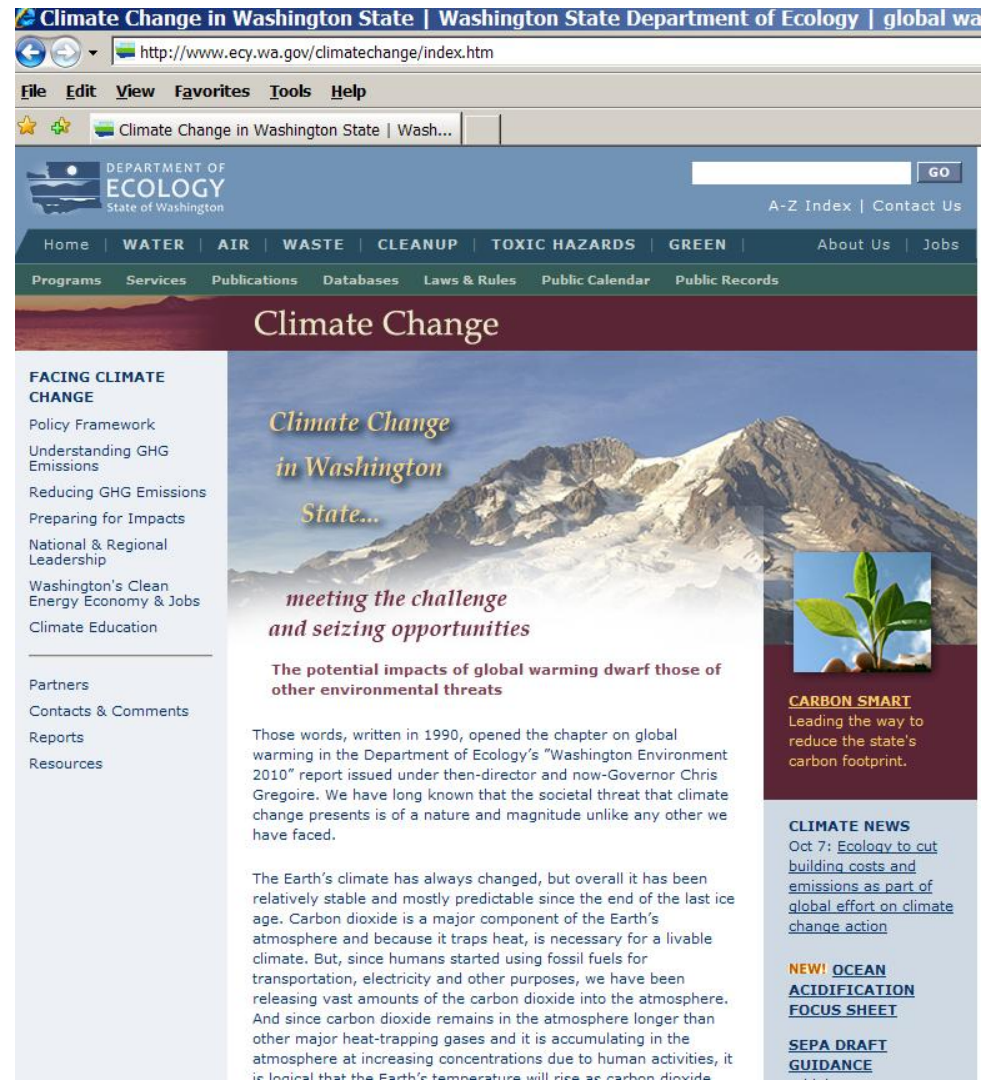 Climate Change in Washington State | Washington State Department of Ecology | global wa
http://www.ecy.wa.gov/climatechange/index.htm
File Edit View Favorites Tools Help
Climate Change in Washington State | Wash...
DEPARTMENT OF
ECOLOGY
State of Washington
GO
A-Z Index | Contact Us
Home | WATER | AIR | WASTE | CLEANUP | TOXIC HAZARDS | GREEN | About Us | Jobs
Programs Services Publications Databases Laws & Rules Public Calendar Public Records
Climate Change
FACING CLIMATE
CHANGE
Policy Framework
Understanding GHG
Emissions
Reducing GHG Emissions
Preparing for Impacts
National & Regional
Leadership
Washington's Clean
Energy Economy & Jobs
Climate Education
Partners
Contacts & Comments
Reports
Resources
Climate Change
in Washington
State...
meeting the challenge
and seizing opportunities
The potential impacts of global warming dwarf those of
other environmental threats
Those words, written in 1990, opened the chapter on global
warming in the Department of Ecology's "Washington Environment
2010" report issued under then-director and now-Governor Chris
Gregoire. We have long known that the societal threat that climate
change presents is of a nature and magnitude unlike any other we
have faced.
The Earth's climate has always changed, but overall it has been
relatively stable and mostly predictable since the end of the last ice
age. Carbon dioxide is a major component of the Earth's
atmosphere and because it traps heat, is necessary for a livable
climate. But, since humans started using fossil fuels for
transportation, electricity and other purposes, we have been
releasing vast amounts of the carbon dioxide into the atmosphere.
And since carbon dioxide remains in the atmosphere longer than
other major heat-trapping gases and it is accumulating in the
atmosphere at increasing concentrations due to human activities, it
is logical that the Earth's temperature will rise as carbon dioxide
CARBON SMART
Leading the way to
reduce the state's
carbon footprint.
CLIMATE NEWS
Oct 7: Ecology to cut
building costs and
emissions as part of
global effort on climate
change action
NEW! OCEAN
ACIDIFICATION
FOCUS SHEET
SEPA DRAFT
GUIDANCE